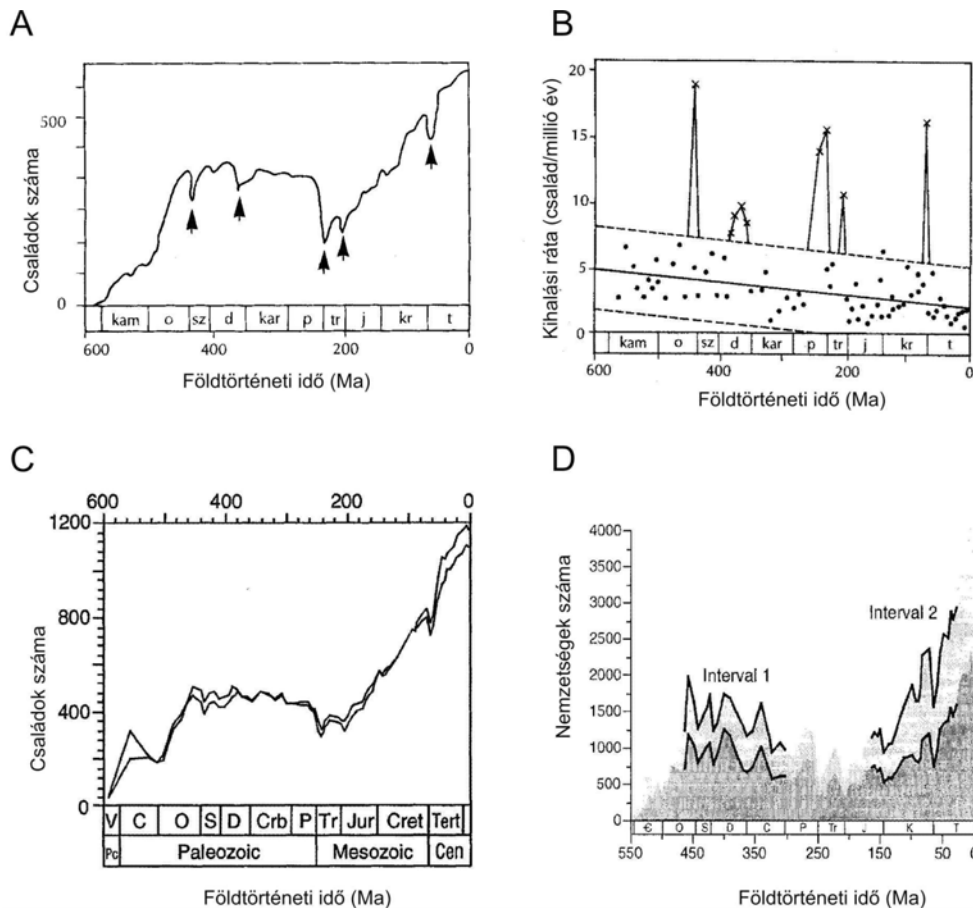 A
500
0
Családok száma
kam o sz d kar p tr j kr t
600 400 200 0
Földtörténeti idő (Ma)
B
20
15
10
5
0
Kihalási ráta (család/millió év)
kam o sz d kar p tr j kr t
600 400 200 0
Földtörténeti idő (Ma)
C
600 400 200 0
1200
800
400
0
Családok száma
V C O S D Crb P Tr Jur Cret Tert
Pc Paleozoic Mesozoic Cen
Földtörténeti idő (Ma)
D
4000
3500
3000
2500
2000
1500
1000
500
0
Nemzetségek száma
Interval 1
Interval 2
Є O S D C P Tr J K T
550 450 350 250 150 50 0
Földtörténeti idő (Ma)